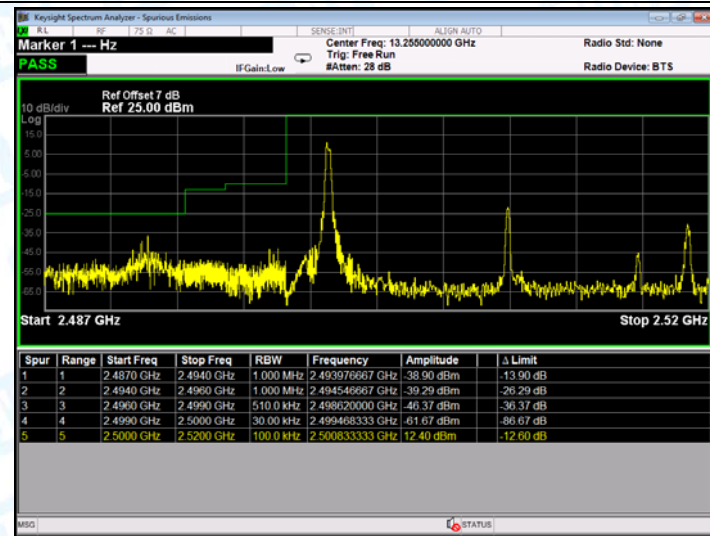 Keysight Spectrum Analyzer - Spurious Emissions
RL RF 75 Ω AC SENSE:INT ALIGN AUTO
Marker 1 --- Hz
Center Freq: 13.255000000 GHz
Radio Std: None
Trig: Free Run
PASS
IFGain:Low
#Atten: 28 dB
Radio Device: BTS
Ref Offset 7 dB
10 dB/div Ref 25.00 dBm
Log
15.0
5.00
-5.00
-15.0
-25.0
-35.0
-45.0
-55.0
-65.0
Start 2.487 GHz Stop 2.52 GHz
Spur Range Start Freq Stop Freq RBW Frequency Amplitude Δ Limit
1 1 2.4870 GHz 2.4940 GHz 1.000 MHz 2.493976667 GHz -38.90 dBm -13.90 dB
2 2 2.4940 GHz 2.4960 GHz 1.000 MHz 2.494546667 GHz -39.29 dBm -26.29 dB
3 3 2.4960 GHz 2.4990 GHz 510.0 kHz 2.498620000 GHz -46.37 dBm -36.37 dB
4 4 2.4990 GHz 2.5000 GHz 30.00 kHz 2.499468333 GHz -61.67 dBm -86.67 dB
5 5 2.5000 GHz 2.5200 GHz 100.0 kHz 2.500833333 GHz 12.40 dBm -12.60 dB
MSG STATUS